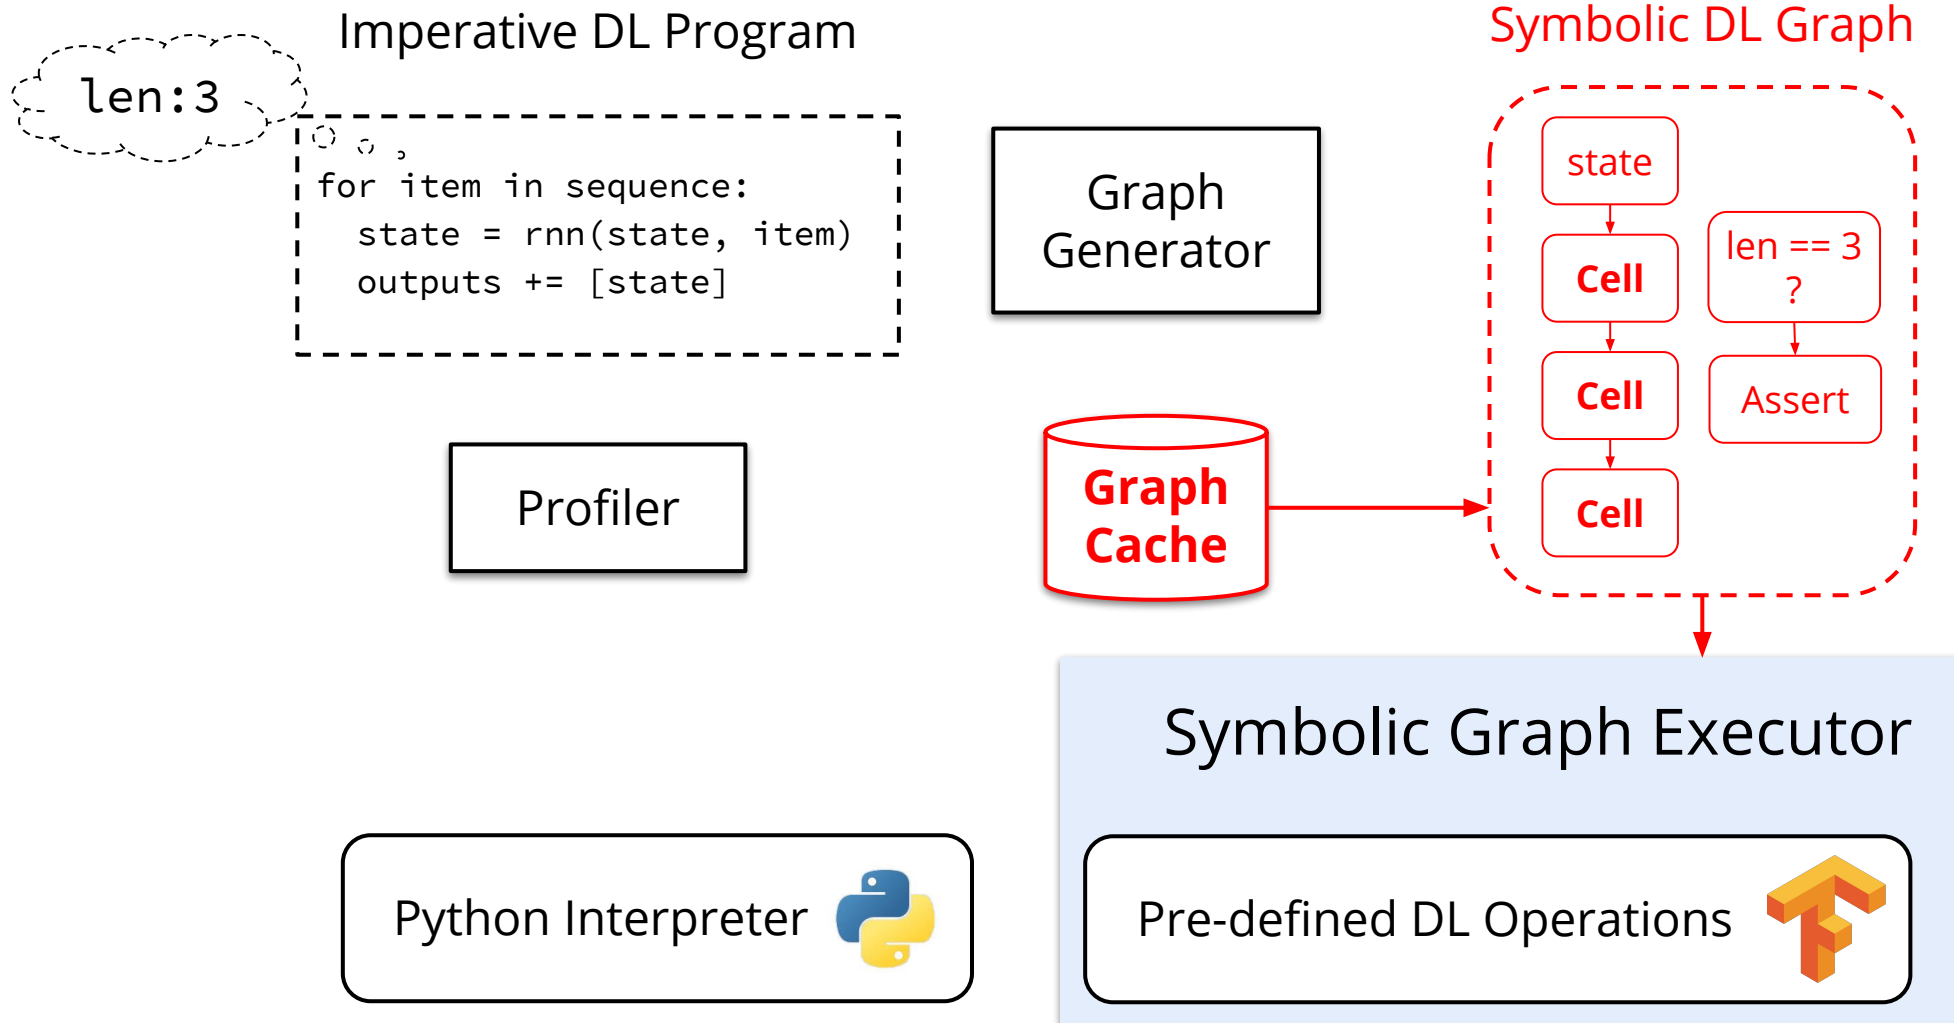 Imperative DL Program
Symbolic DL Graph
len:3
for item in sequence:
  state = rnn(state, item)
  outputs += [state]
Graph
Generator
state
Cell
Cell
Cell
len == 3
?
Assert
Profiler
Graph
Cache
Symbolic Graph Executor
Python Interpreter
Pre-defined DL Operations